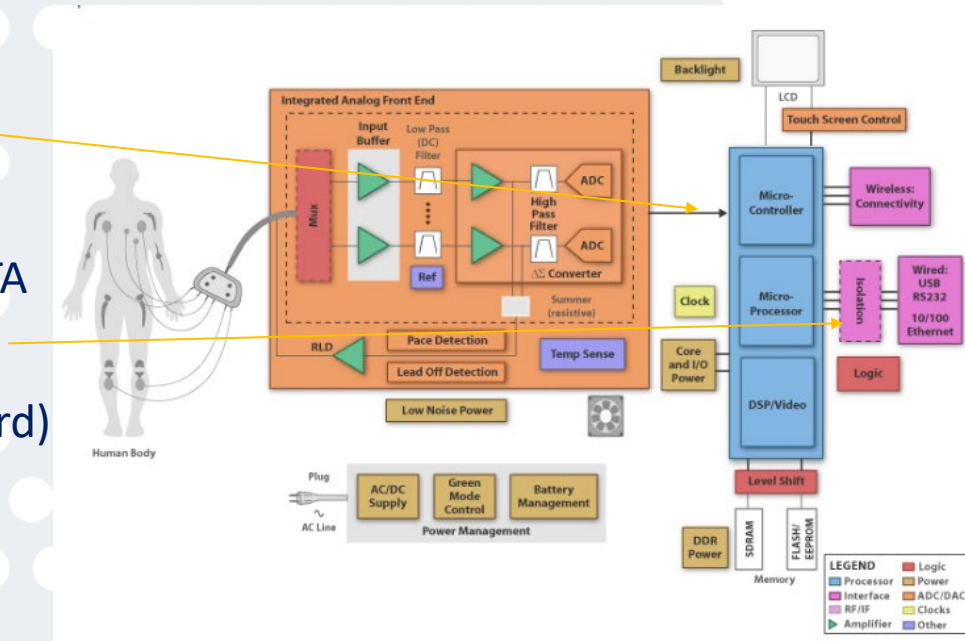 TA
rd)
Human Body
Integrated Analog Front End
Mux
Input
Buffer
Low Pass
(DC)
Filter
Ref
ADC
High
Pass
Filter
ADC
ΔΣ Converter
Summer
(resistive)
RLD
Pace Detection
Lead Off Detection
Temp Sense
Low Noise Power
Plug
AC Line
AC/DC
Supply
Green
Mode
Control
Battery
Management
Power Management
Backlight
LCD
Touch Screen Control
Micro-
Controller
Wireless:
Connectivity
Clock
Micro-
Processor
Isolation
Wired:
USB
RS232
10/100
Ethernet
Core
and I/O
Power
Logic
DSP/Video
Level Shift
DDR
Power
SDRAM
FLASH/
EEPROM
Memory
LEGEND
Processor
Interface
RF/IF
Amplifier
Logic
Power
ADC/DAC
Clocks
Other